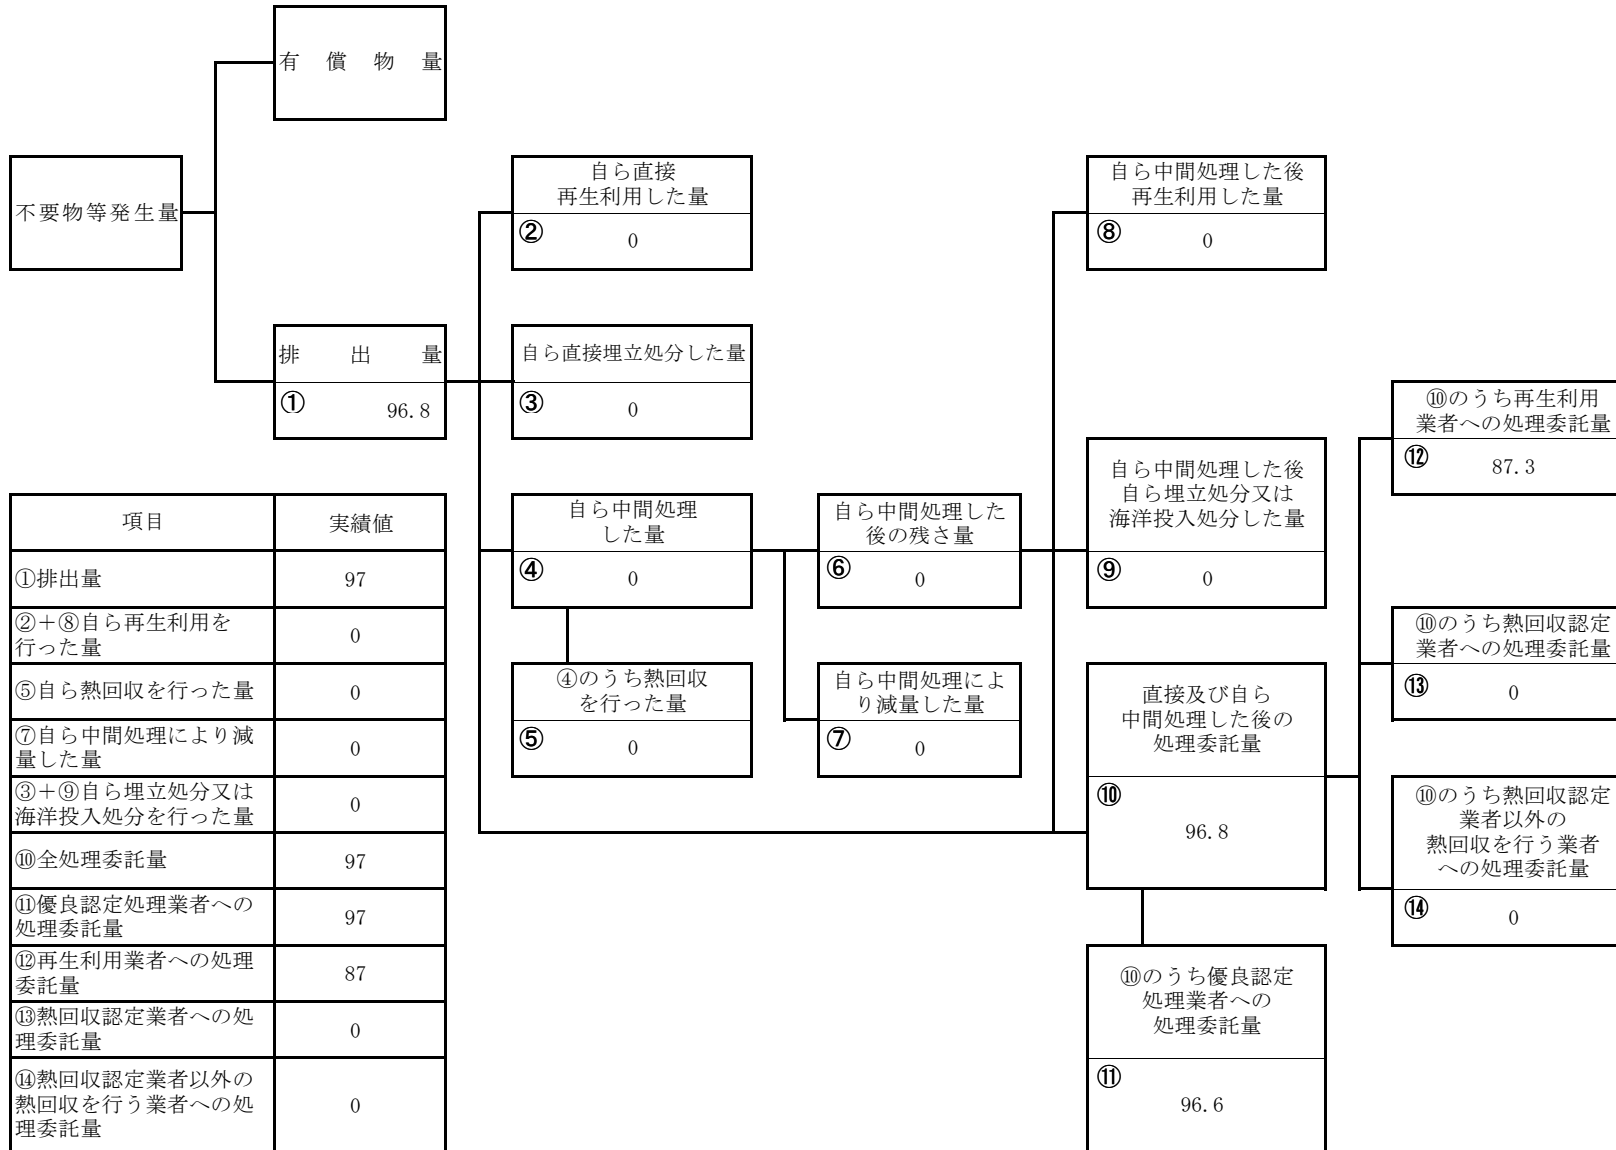 有償物量
不要物等発生量
排出量
① 96.8
自ら直接
再生利用した量
② 0
自ら直接埋立処分した量
③ 0
自ら中間処理
した量
④ 0
④のうち熱回収
を行った量
⑤ 0
自ら中間処理した
後の残さ量
⑥ 0
自ら中間処理によ
り減量した量
⑦ 0
自ら中間処理した後
再生利用した量
⑧ 0
自ら中間処理した後
自ら埋立処分又は
海洋投入処分した量
⑨ 0
直接及び自ら
中間処理した後の
処理委託量
⑩
96.8
⑩のうち優良認定
処理業者への
処理委託量
⑪
96.6
⑩のうち再生利用
業者への処理委託量
⑫ 87.3
⑩のうち熱回収認定
業者への処理委託量
⑬ 0
⑩のうち熱回収認定
業者以外の
熱回収を行う業者
への処理委託量
⑭ 0
項目 実績値
①排出量 97
②+⑧自ら再生利用を
行った量 0
⑤自ら熱回収を行った量 0
⑦自ら中間処理により減
量した量 0
③+⑨自ら埋立処分又は
海洋投入処分を行った量 0
⑩全処理委託量 97
⑪優良認定処理業者への
処理委託量 97
⑫再生利用業者への処理
委託量 87
⑬熱回収認定業者への処
理委託量 0
⑭熱回収認定業者以外の
熱回収を行う業者への処
理委託量 0